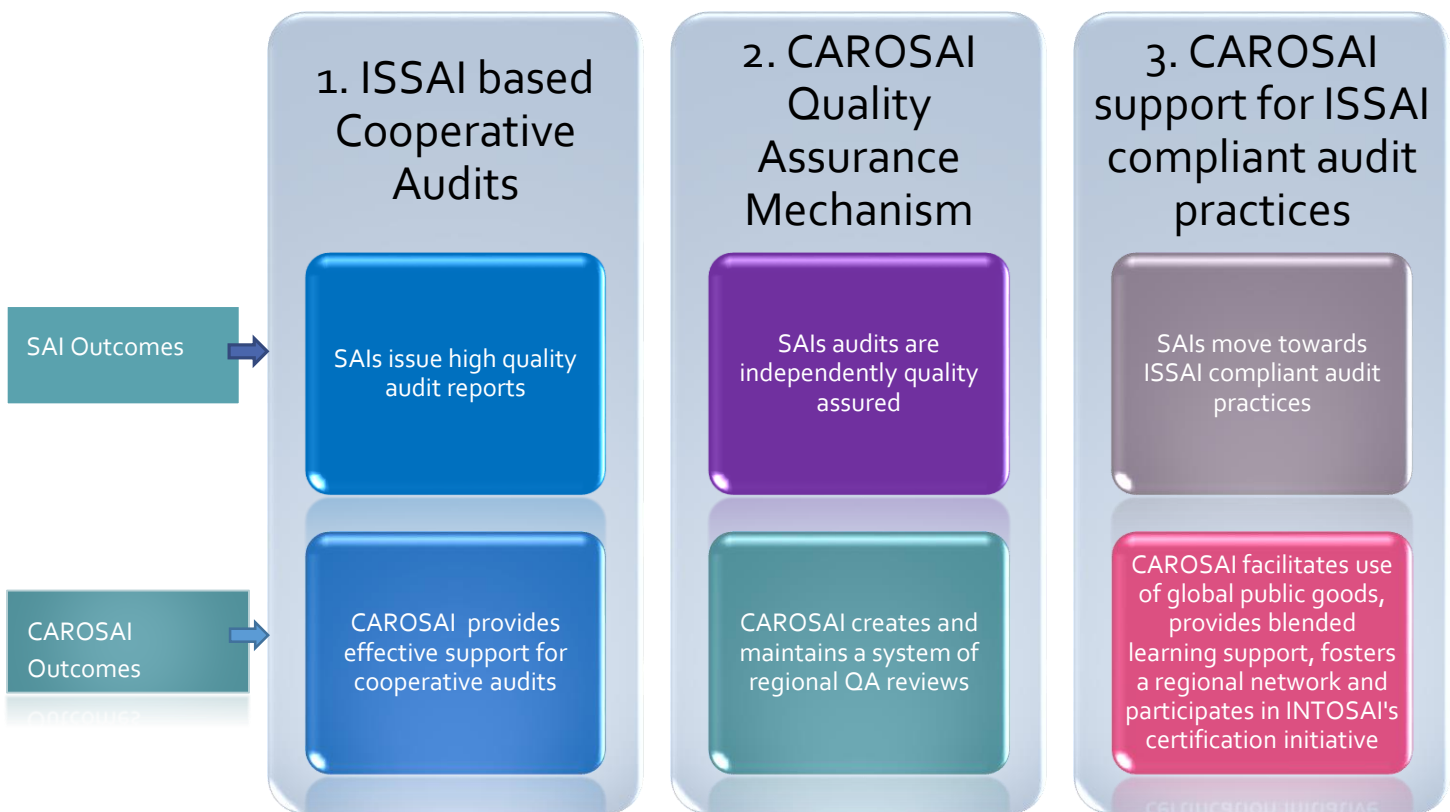 1. ISSAI based
Cooperative
Audits
2. CAROSAI
Quality
Assurance
Mechanism
3. CAROSAI
support for ISSAI
compliant audit
practices
SAI Outcomes
SAIs issue high quality
audit reports
SAIs audits are
independently quality
assured
SAIs move towards
ISSAI compliant audit
practices
CAROSAI
Outcomes
CAROSAI provides
effective support for
cooperative audits
CAROSAI creates and
maintains a system of
regional QA reviews
CAROSAI facilitates use
of global public goods,
provides blended
learning support, fosters
a regional network and
participates in INTOSAI's
certification initiative